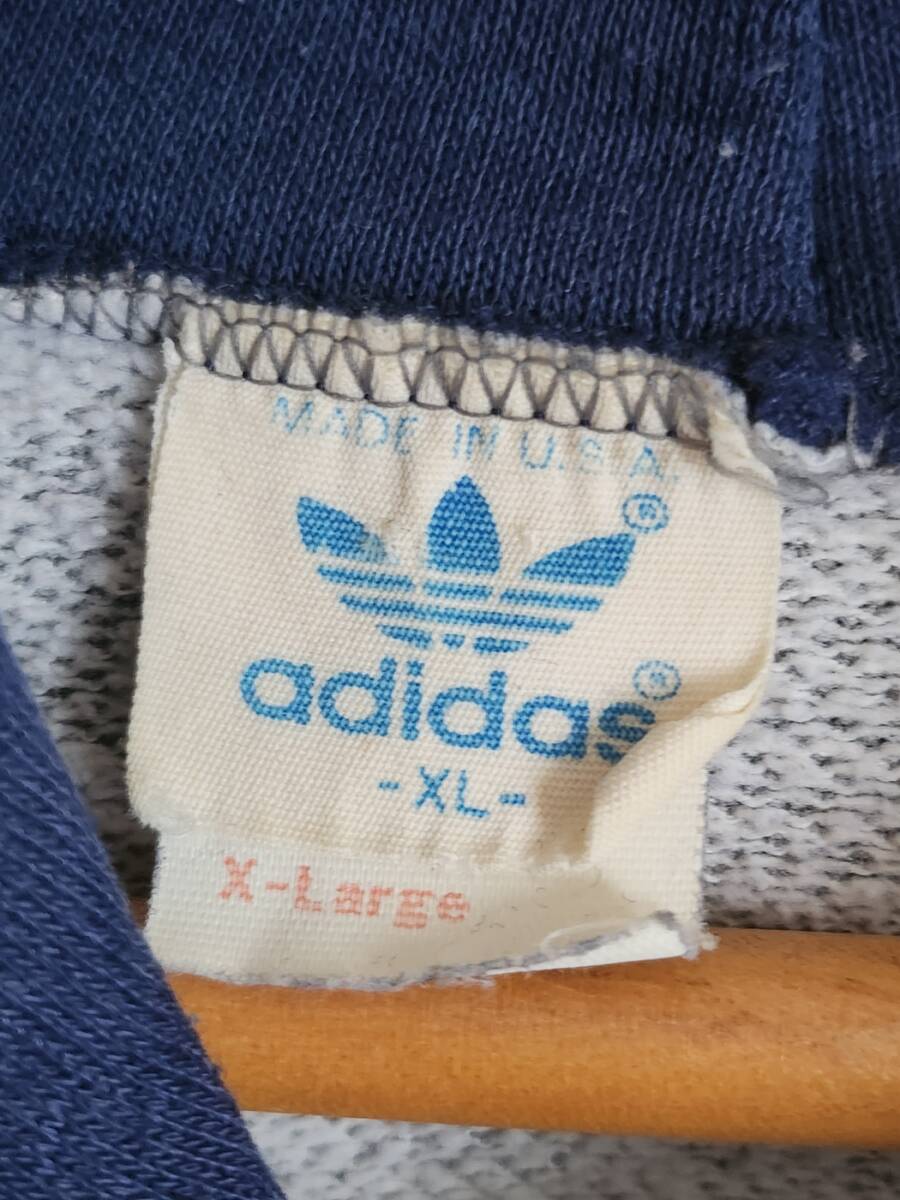 MADE IN U.S.A.
®
adidas®
-XL-
X-Large